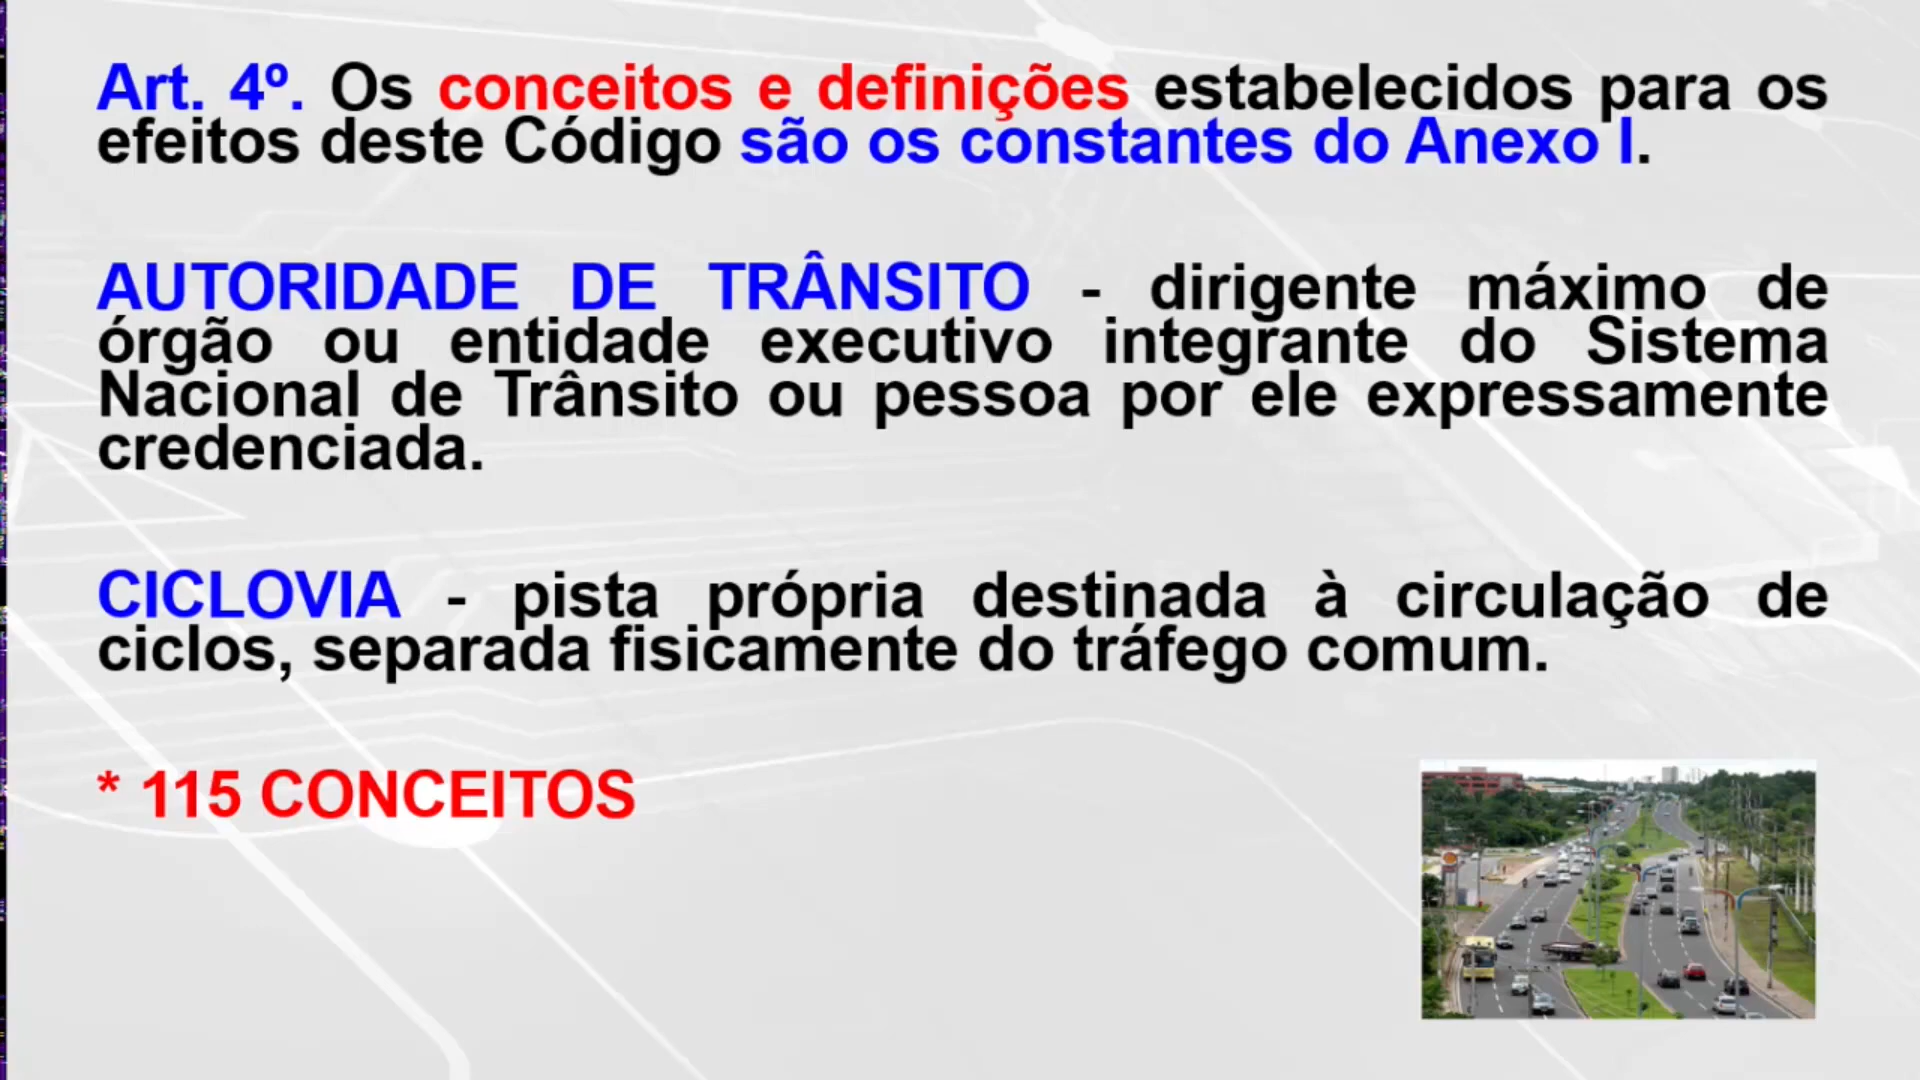 Art. 4º. Os conceitos e definições estabelecidos para os
efeitos deste Código são os constantes do Anexo I.
AUTORIDADE DE TRÂNSITO - dirigente máximo de
órgão ou entidade executivo integrante do Sistema
Nacional de Trânsito ou pessoa por ele expressamente
credenciada.
CICLOVIA - pista própria destinada à circulação de
ciclos, separada fisicamente do tráfego comum.
* 115 CONCEITOS